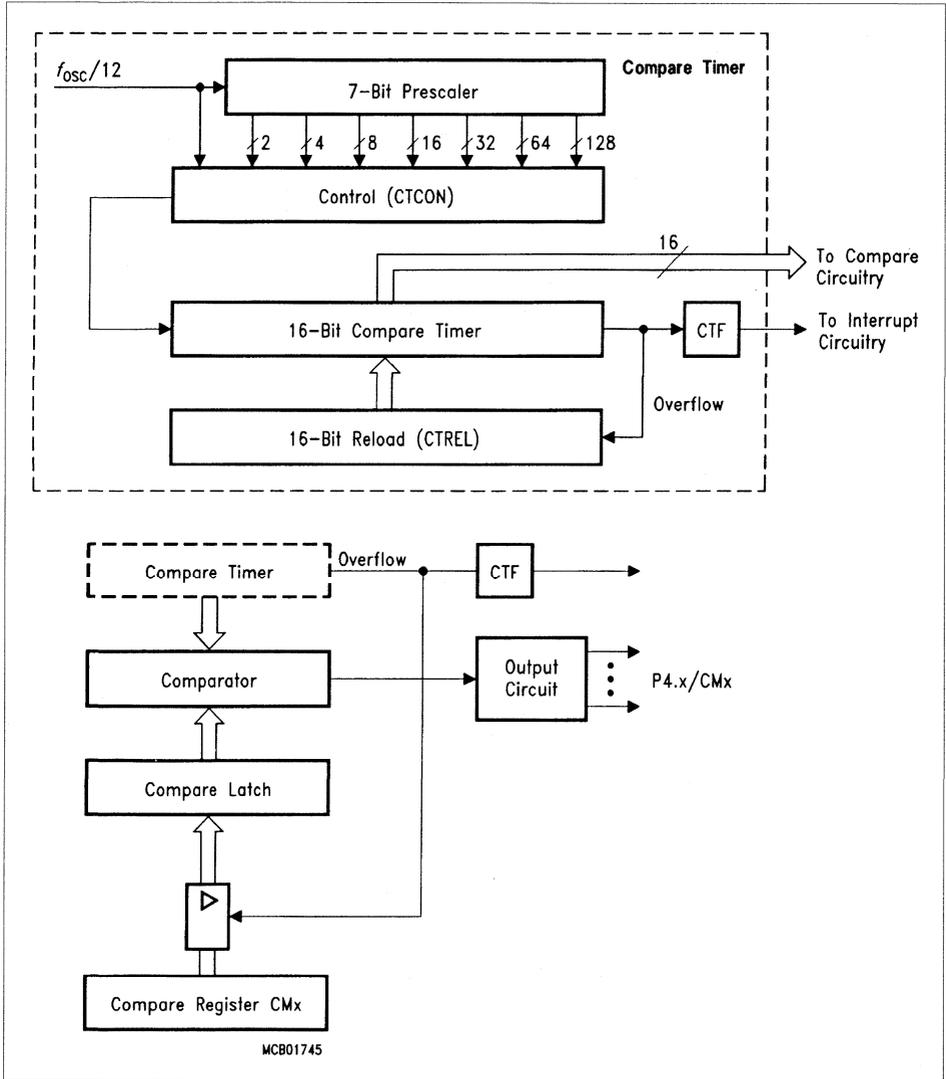 Compare Timer
fOSC/12
7-Bit Prescaler
2
4
8
16
32
64
128
Control (CTCON)
16
To Compare
Circuitry
16-Bit Compare Timer
CTF
To Interrupt
Circuitry
Overflow
16-Bit Reload (CTREL)
Compare Timer
Overflow
CTF
Comparator
Output
Circuit
P4.x/CMx
Compare Latch
Compare Register CMx
MCB01745